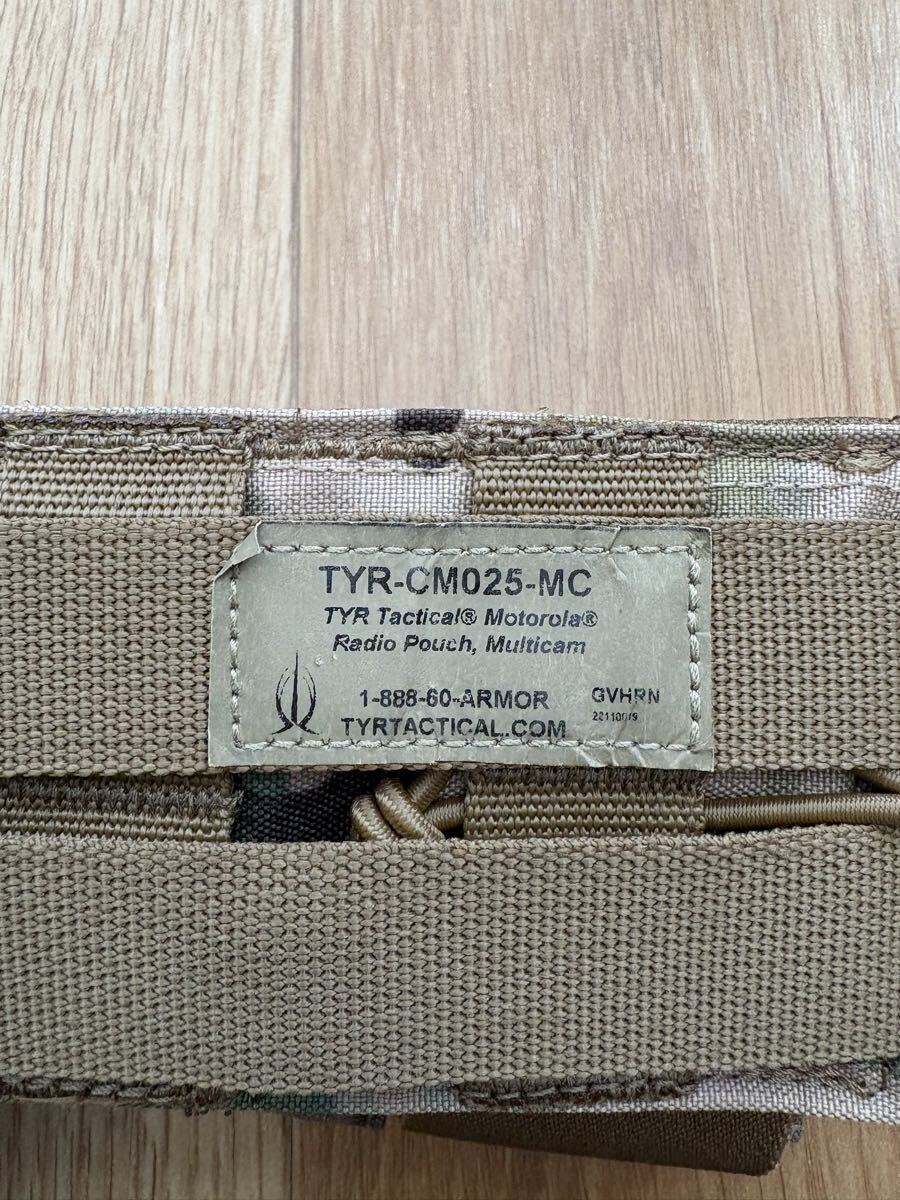 TYR-CM025-MC
TYR Tactical® Motorola®
Radio Pouch, Multicam
1-888-60-ARMOR
TYRTACTICAL.COM
GVHRN